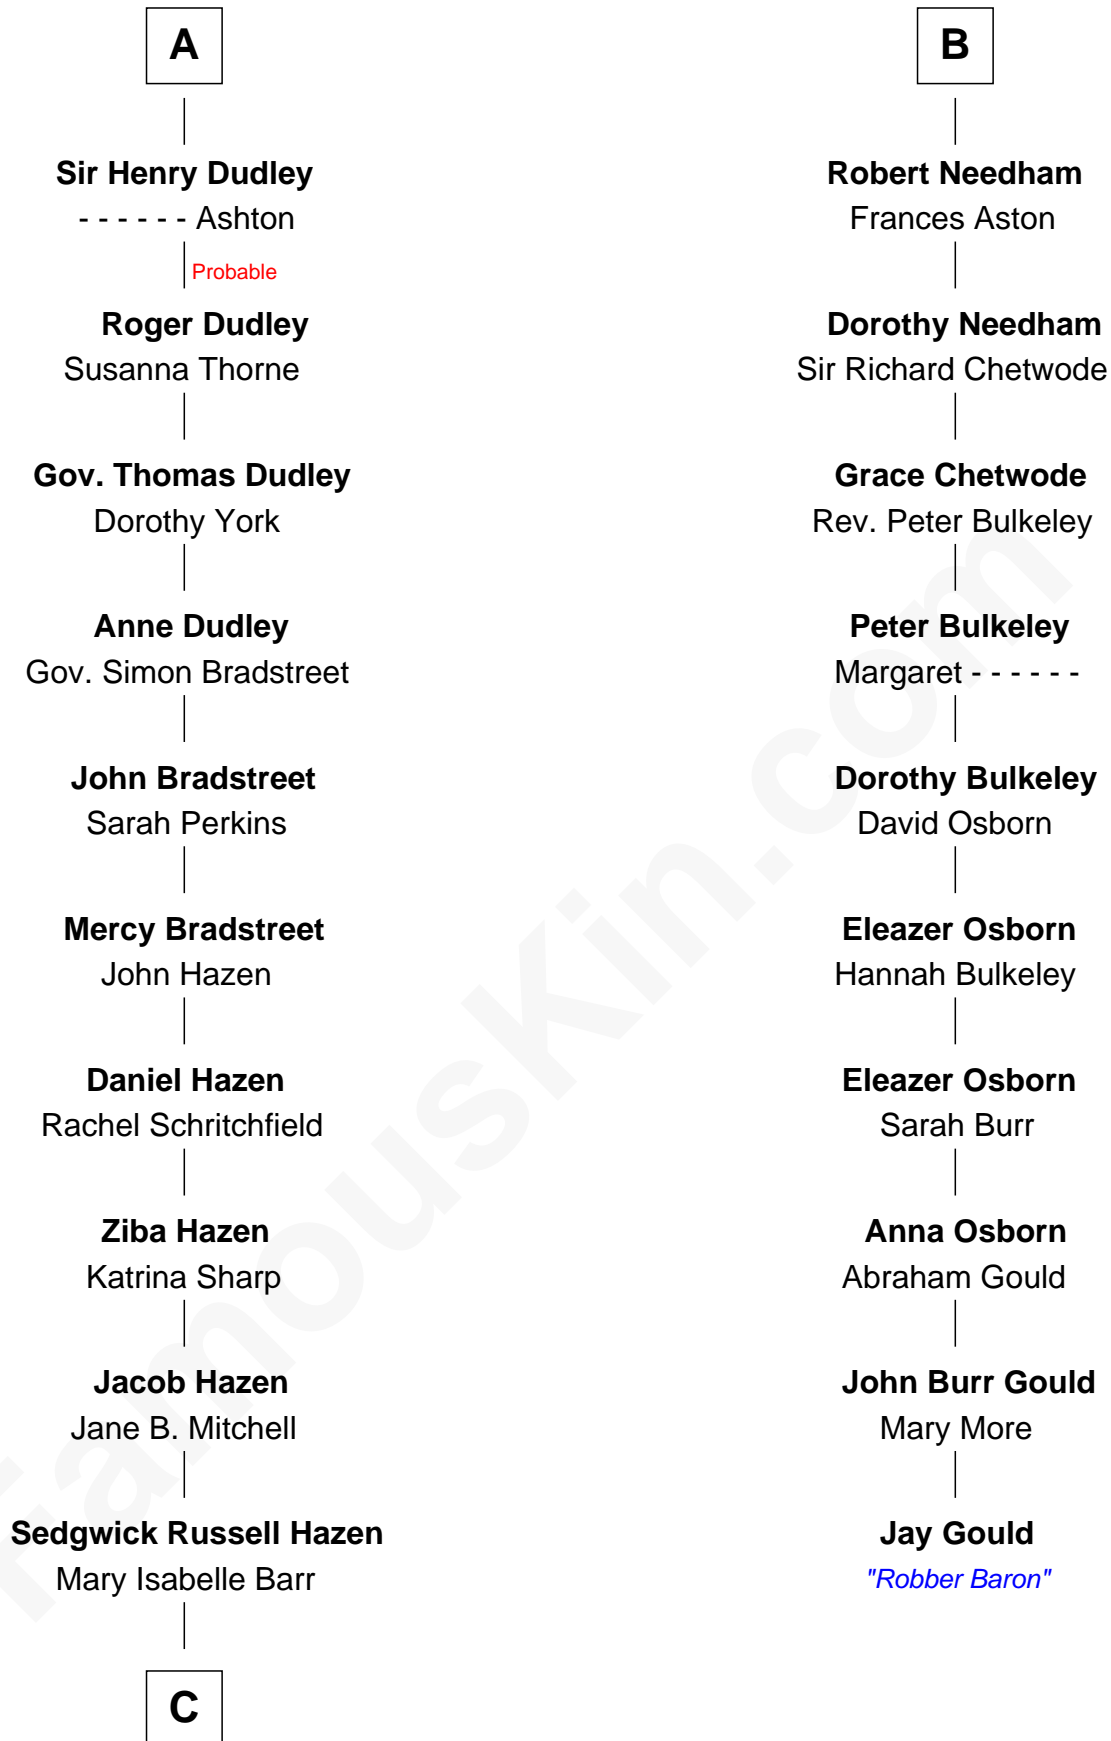 A
Sir Henry Dudley
- - - - - - Ashton
Probable
Roger Dudley
Susanna Thorne
Gov. Thomas Dudley
Dorothy York
Anne Dudley
Gov. Simon Bradstreet
John Bradstreet
Sarah Perkins
Mercy Bradstreet
John Hazen
Daniel Hazen
Rachel Schritchfield
Ziba Hazen
Katrina Sharp
Jacob Hazen
Jane B. Mitchell
Sedgwick Russell Hazen
Mary Isabelle Barr
C
B
Robert Needham
Frances Aston
Dorothy Needham
Sir Richard Chetwode
Grace Chetwode
Rev. Peter Bulkeley
Peter Bulkeley
Margaret - - - - - -
Dorothy Bulkeley
David Osborn
Eleazer Osborn
Hannah Bulkeley
Eleazer Osborn
Sarah Burr
Anna Osborn
Abraham Gould
John Burr Gould
Mary More
Jay Gould
"Robber Baron"
FamousKin.com